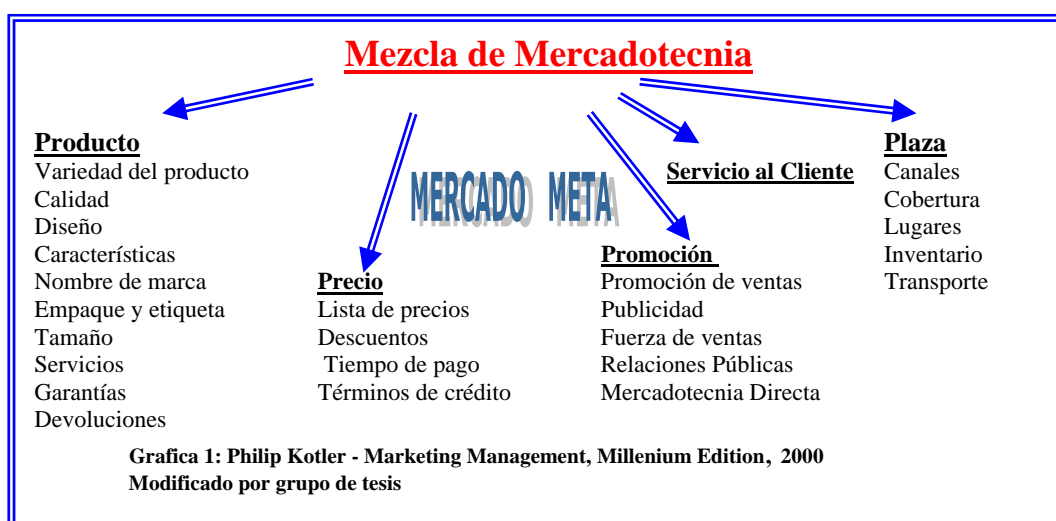 Mezcla de Mercadotecnia
Producto
Variedad del producto
Calidad
Diseño
Características
Nombre de marca
Empaque y etiqueta
Tamaño
Servicios
Garantías
Devoluciones
MERCADO META
Precio
Lista de precios
Descuentos
Tiempo de pago
Términos de crédito
Servicio al Cliente
Promoción
Promoción de ventas
Publicidad
Fuerza de ventas
Relaciones Públicas
Mercadotecnia Directa
Plaza
Canales
Cobertura
Lugares
Inventario
Transporte
Grafica 1: Philip Kotler - Marketing Management, Millenium Edition, 2000
Modificado por grupo de tesis